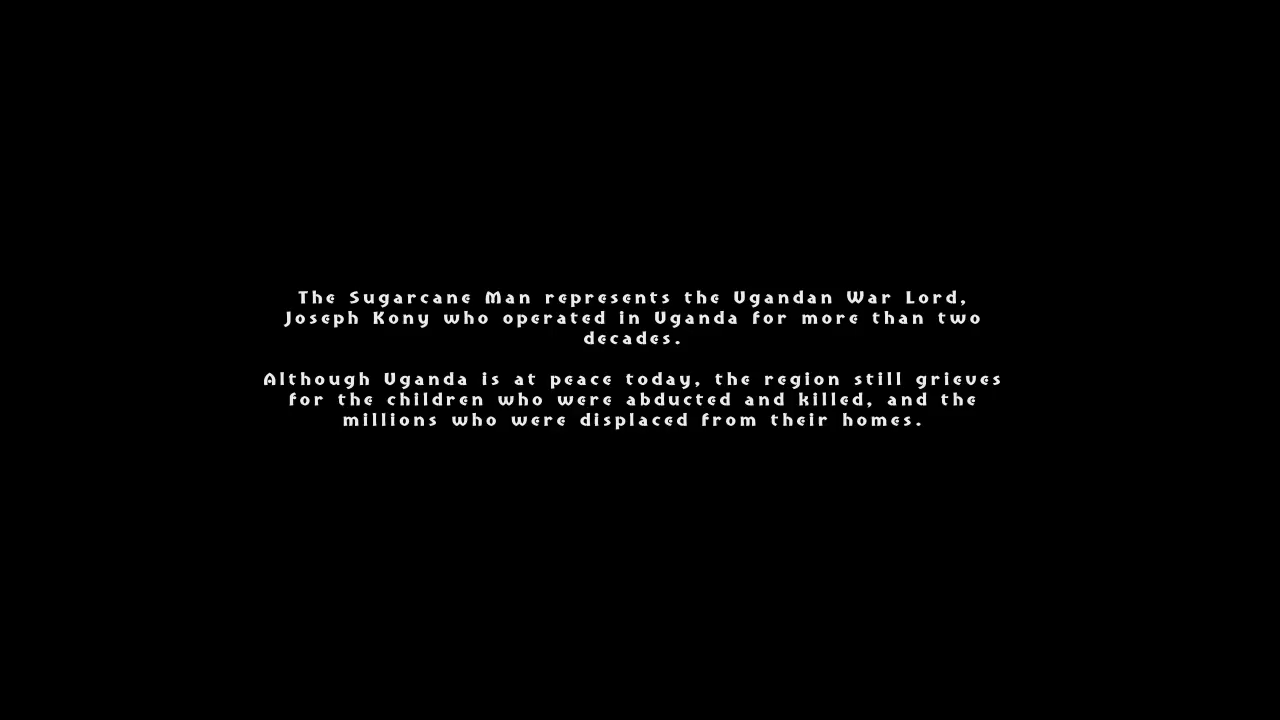 The Sugarcane Man represents the Ugandan War Lord,
Joseph Kony who operated in Uganda for more than two
decades.
Although Uganda is at peace today, the region still grieves
for the children who were abducted and killed, and the
millions who were displaced from their homes.